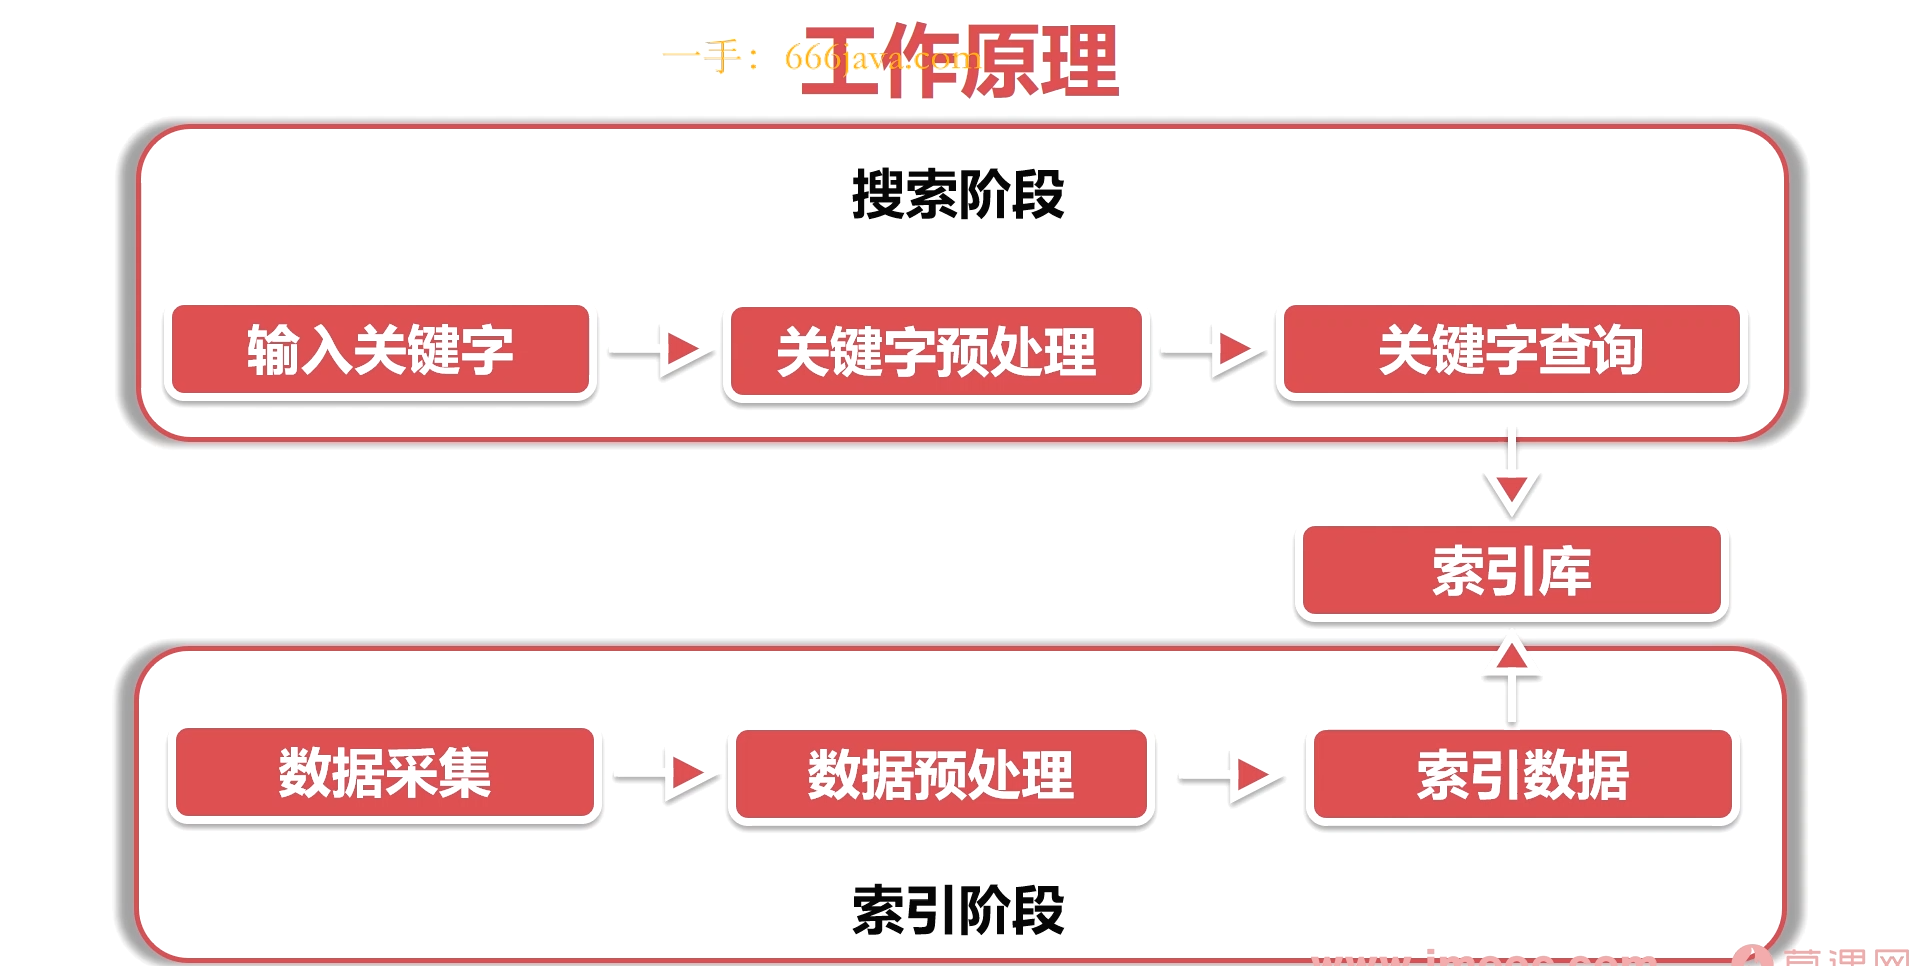 工作原理
一手：666java.com
搜索阶段
输入关键字
关键字预处理
关键字查询
索引库
数据采集
数据预处理
索引数据
索引阶段
www.imooc.com
慕课网